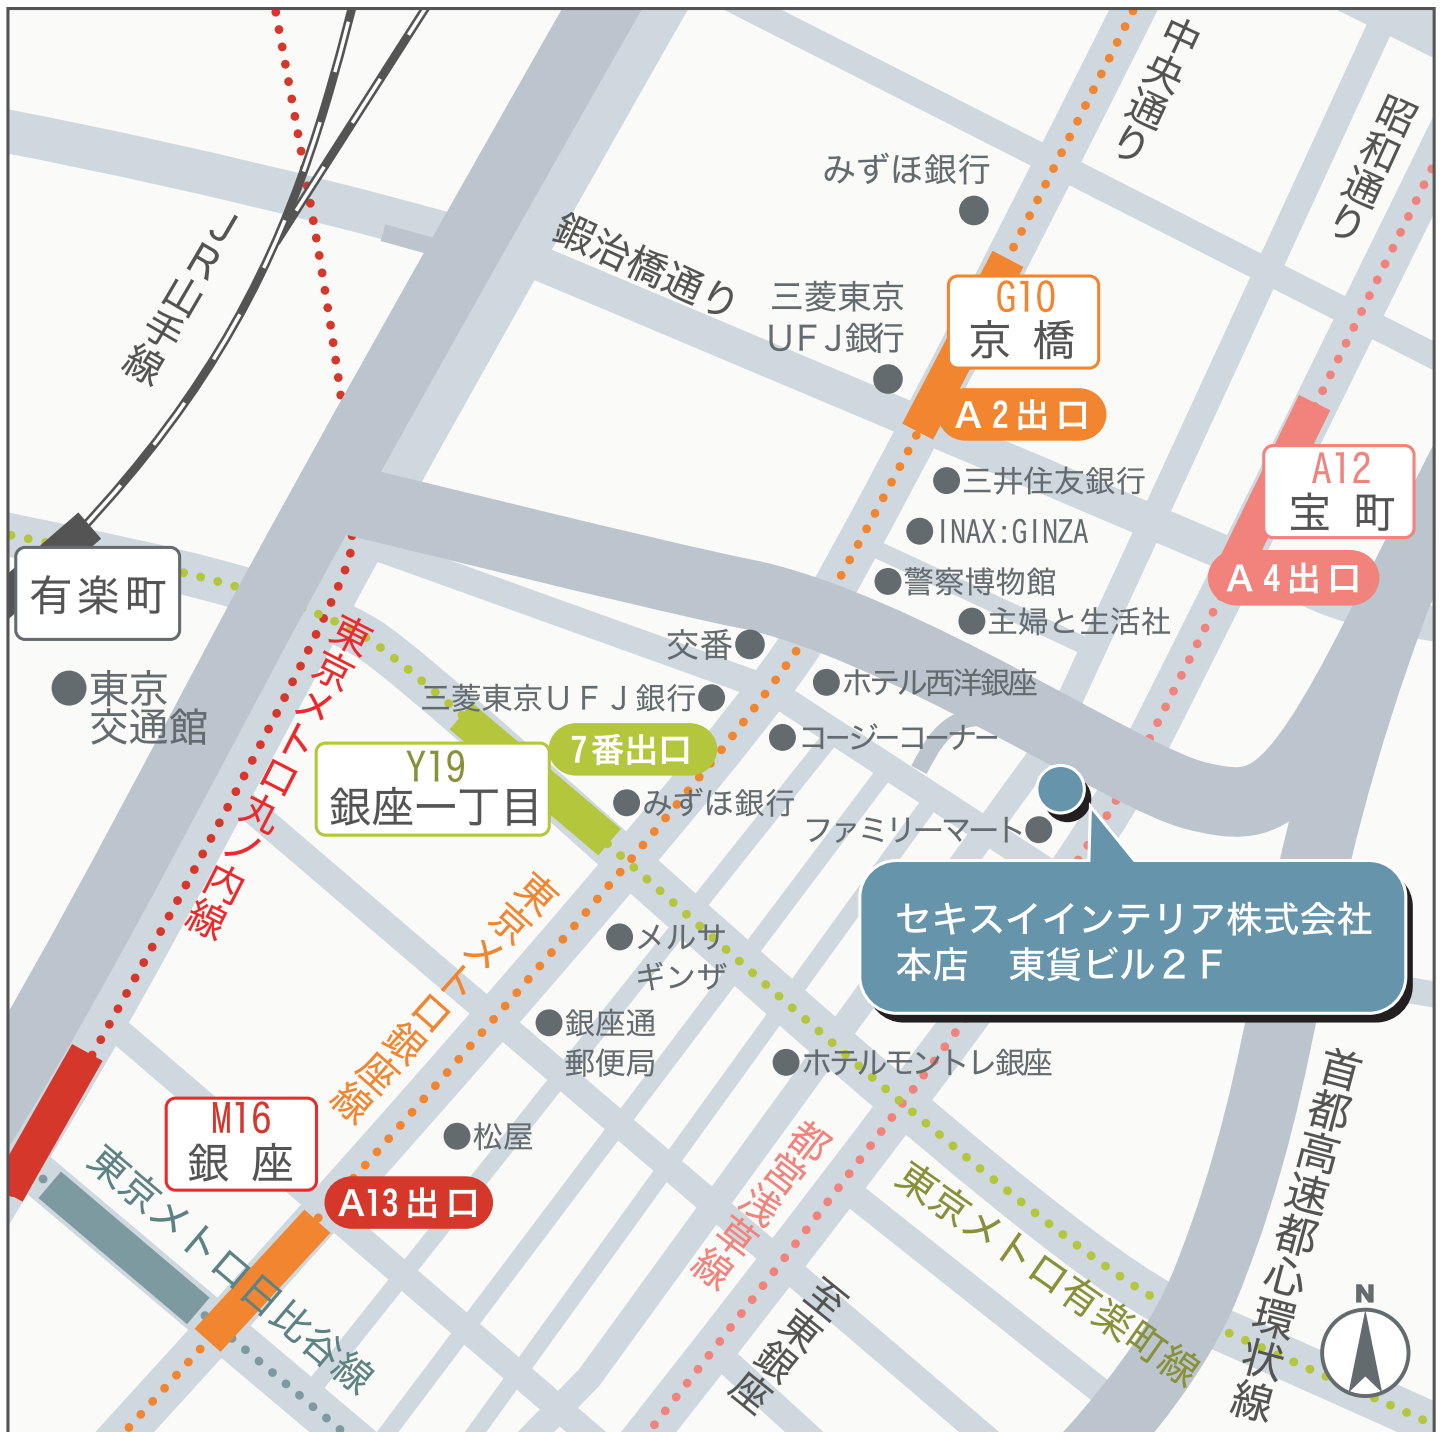 中央通り
昭和通り
みずほ銀行
鍜治橋通り
ＪＲ山手線
三菱東京
ＵＦＪ銀行
G10
京 橋
A 2 出口
三井住友銀行
A12
宝 町
INAX:GINZA
有楽町
警察博物館
A 4 出口
主婦と生活社
交番
東京
交通館
東京メトロ丸ノ内線
三菱東京ＵＦＪ銀行
ホテル西洋銀座
7番出口
コージーコーナー
Y19
銀座一丁目
みずほ銀行
ファミリーマート
セキスイインテリア株式会社
本店　東貨ビル２Ｆ
東京メトロ銀座線
メルサ
ギンザ
銀座通
郵便局
ホテルモントレ銀座
首都高速都心環状線
M16
銀 座
松屋
都営浅草線
A13 出口
東京メトロ日比谷線
東京メトロ有楽町線
至東銀座
N